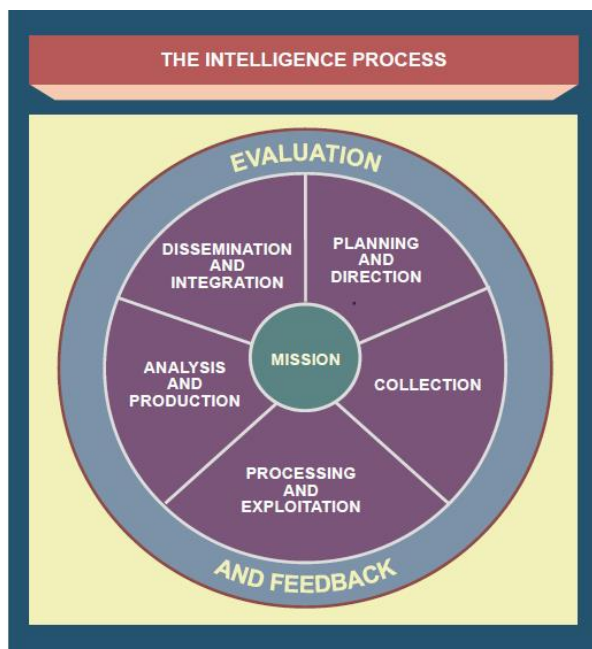 THE INTELLIGENCE PROCESS
EVALUATION
DISSEMINATION
AND
INTEGRATION
PLANNING
AND
DIRECTION
MISSION
ANALYSIS
AND
PRODUCTION
COLLECTION
PROCESSING
AND
EXPLOITATION
AND FEEDBACK